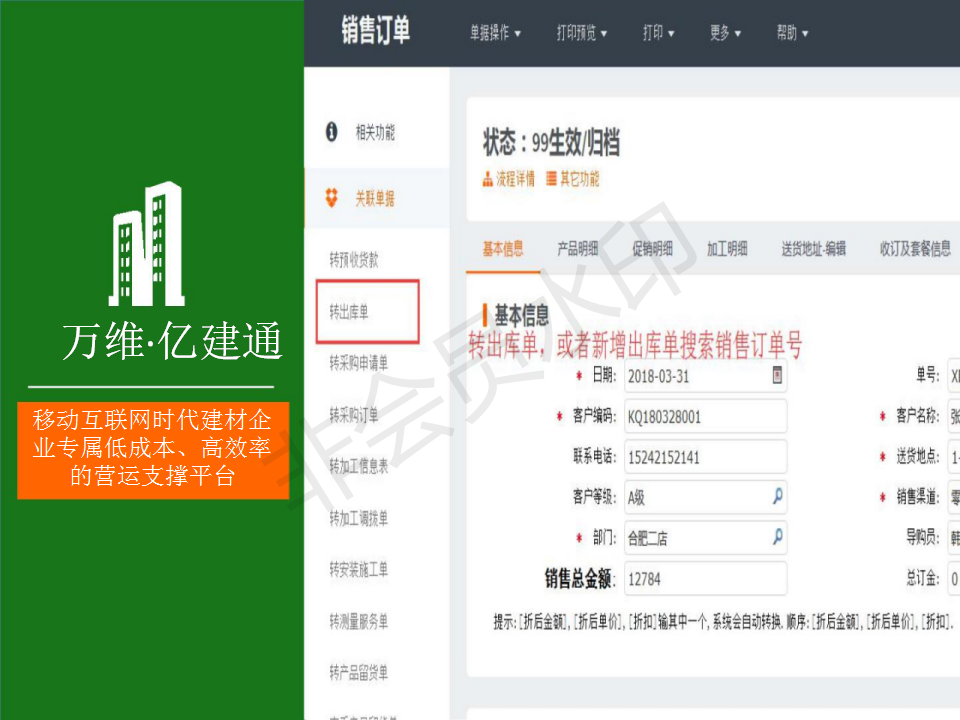 万维·亿建通
移动互联网时代建材企
业专属低成本、高效率
的营运支撑平台
销售订单
单据操作
打印预览
打印
更多
帮助
相关功能
关联单据
转预收货款
转出库单
转采购申请单
转采购订单
转加工信息表
转加工调拨单
转安装施工单
转测量服务单
转产品留货单
状态：99生效/归档
流程详情 其它功能
基本信息 产品明细 促销明细 加工明细 送货地址-编辑 收订及套餐信息
基本信息
转出库单，或者新增出库单搜索销售订单号
* 日期: 2018-03-31 单号:
* 客户编码: KQ180328001 * 客户名称:
联系电话: 15242152141 * 送货地点: 1-
客户等级: A级 * 销售渠道:
* 部门: 合肥二店 导购员: 韩
销售总金额: 12784 总订金: 0
提示:[折后金额],[折后单价],[折扣]输其中一个,系统会自动转换.顺序:[折后金额],[折后单价],[折扣].
非会员水印